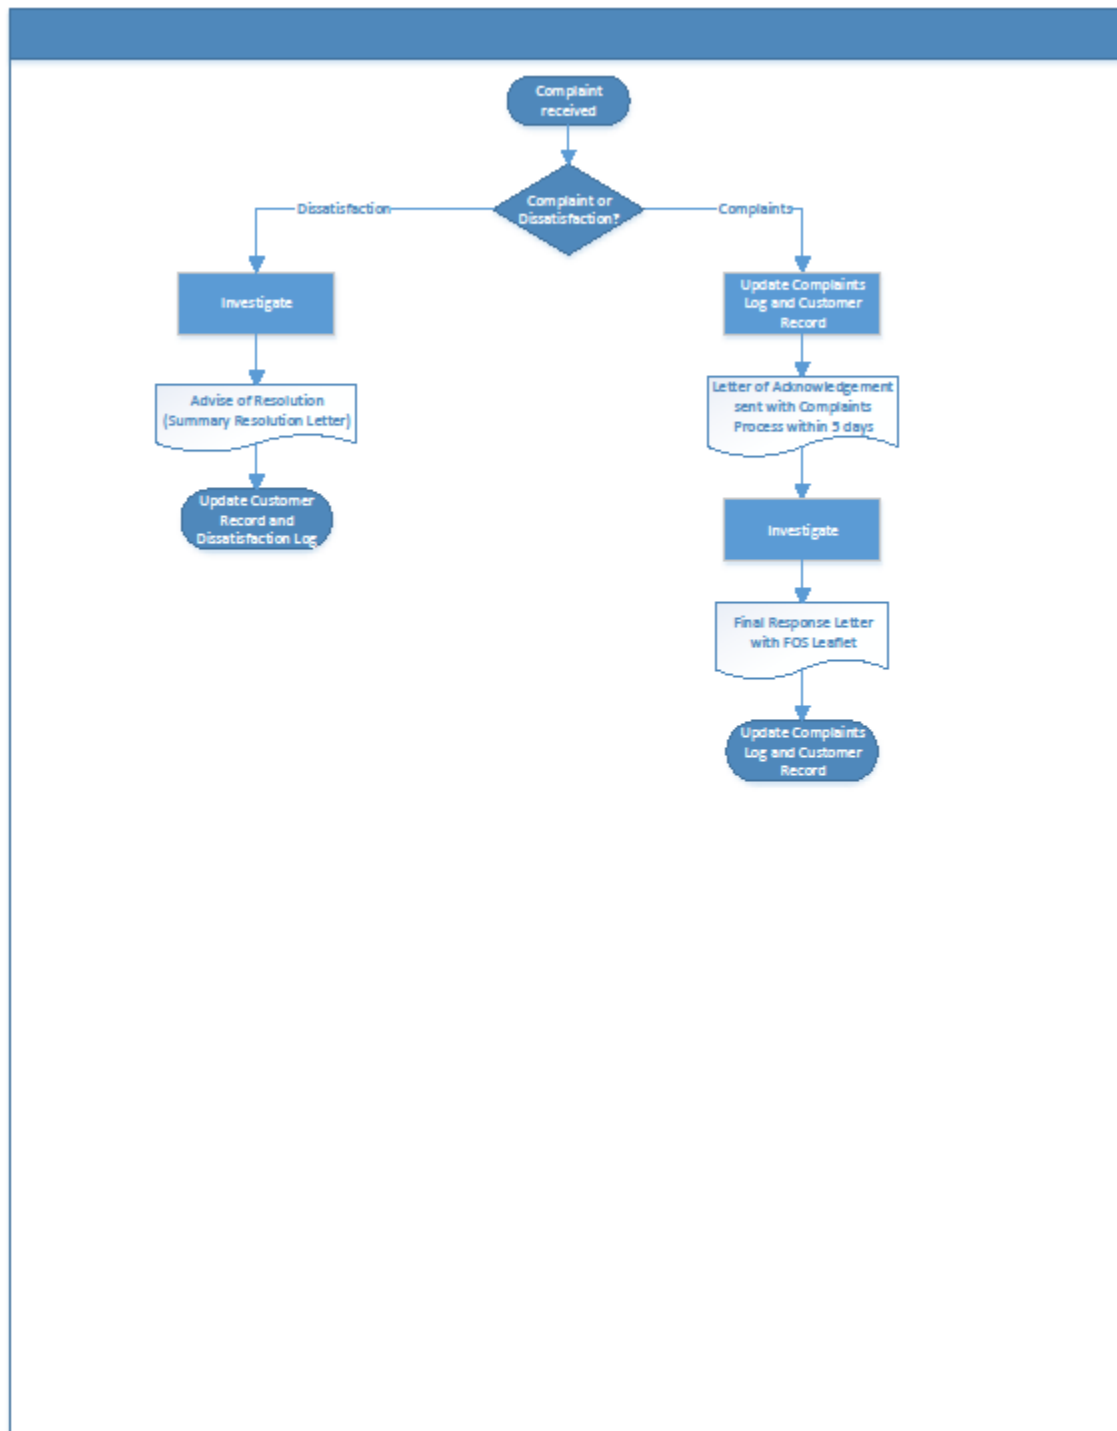 Complaint
received
Complaint or
Dissatisfaction?
Dissatisfaction
Complaints
Investigate
Update Complaints
Log and Customer
Record
Advise of Resolution
(Summary Resolution Letter)
Letter of Acknowledgement
sent with Complaints
Process within 5 days
Update Customer
Record and
Dissatisfaction Log
Investigate
Final Response Letter
with FOS Leaflet
Update Complaints
Log and Customer
Record